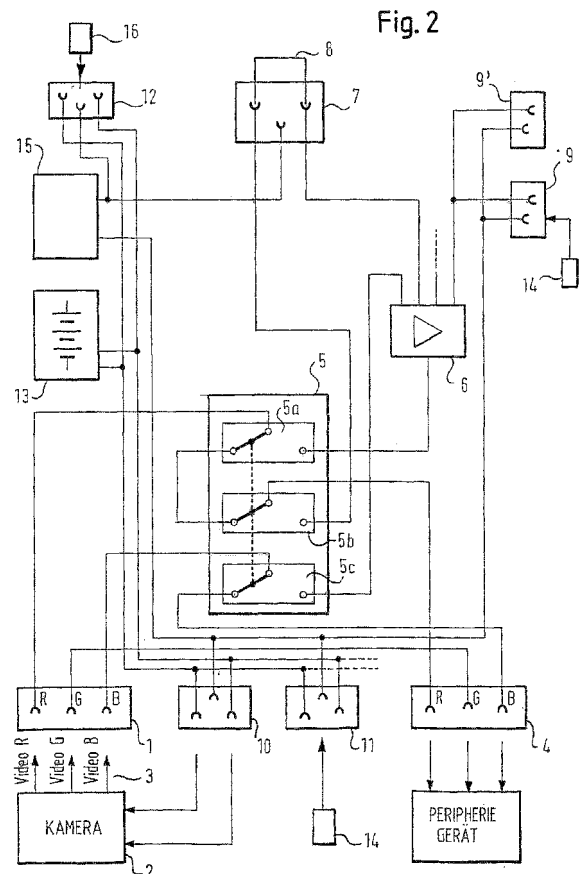 Fig. 2
16
12
8
7
9'
15
9
14
13
6
5
5a
5b
5c
R G B
1
10
11
R G B
4
Video R
Video G
Video B
3
KAMERA
2
14
PERIPHERIE
GERÄT